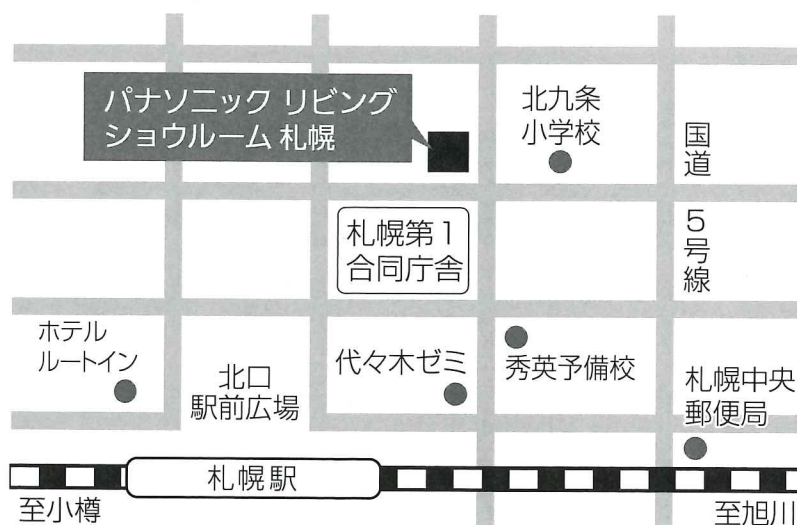 パナソニック リビング
ショウルーム 札幌
北九条
小学校
国道
5号線
札幌第1
合同庁舎
ホテル
ルートイン
北口
駅前広場
代々木ゼミ
秀英予備校
札幌中央
郵便局
札幌駅
至小樽
至旭川